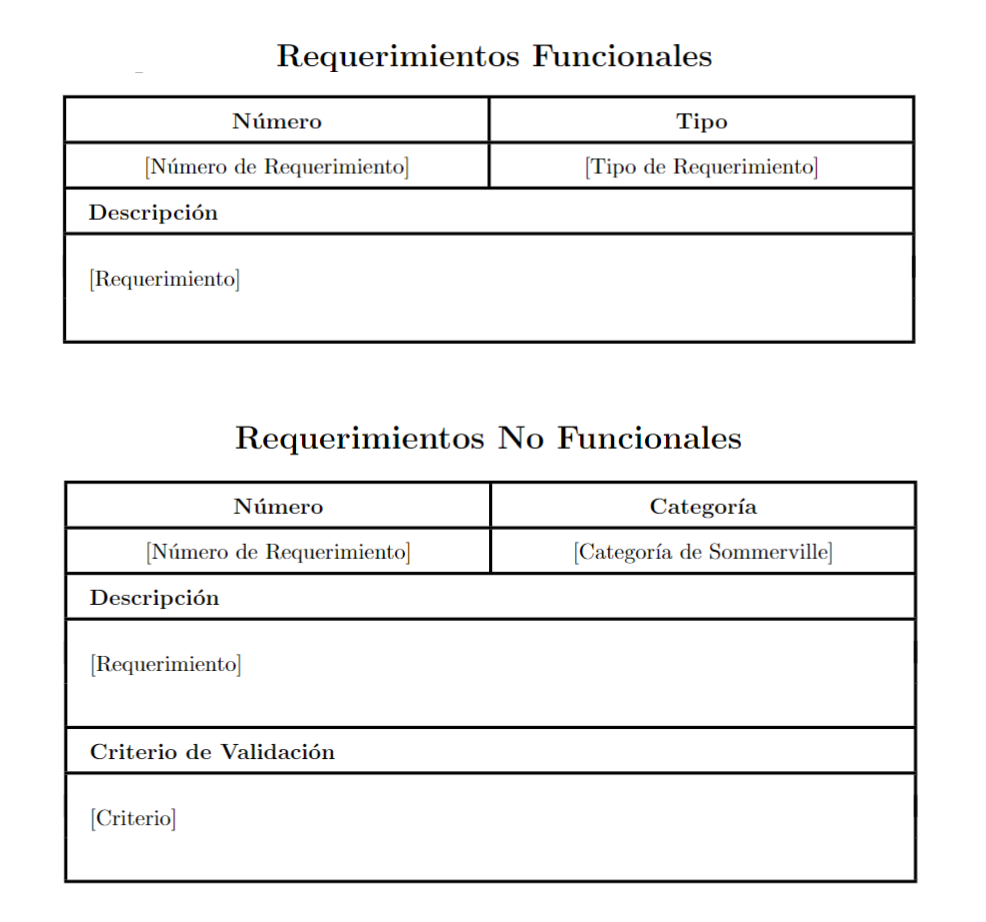 Requerimientos Funcionales
Número Tipo
[Número de Requerimiento] [Tipo de Requerimiento]
Descripción
[Requerimiento]
Requerimientos No Funcionales
Número Categoría
[Número de Requerimiento] [Categoría de Sommerville]
Descripción
[Requerimiento]
Criterio de Validación
[Criterio]